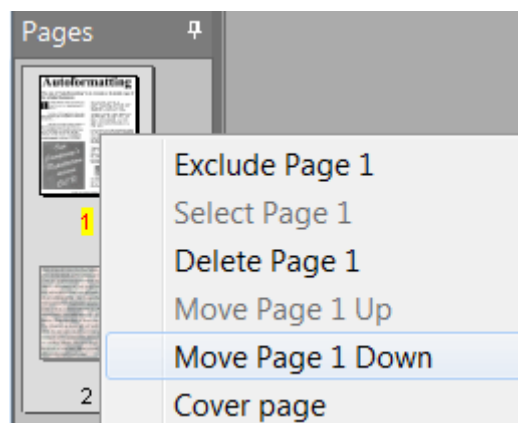 Pages
Autoformatting
1
2
Exclude Page 1
Select Page 1
Delete Page 1
Move Page 1 Up
Move Page 1 Down
Cover page